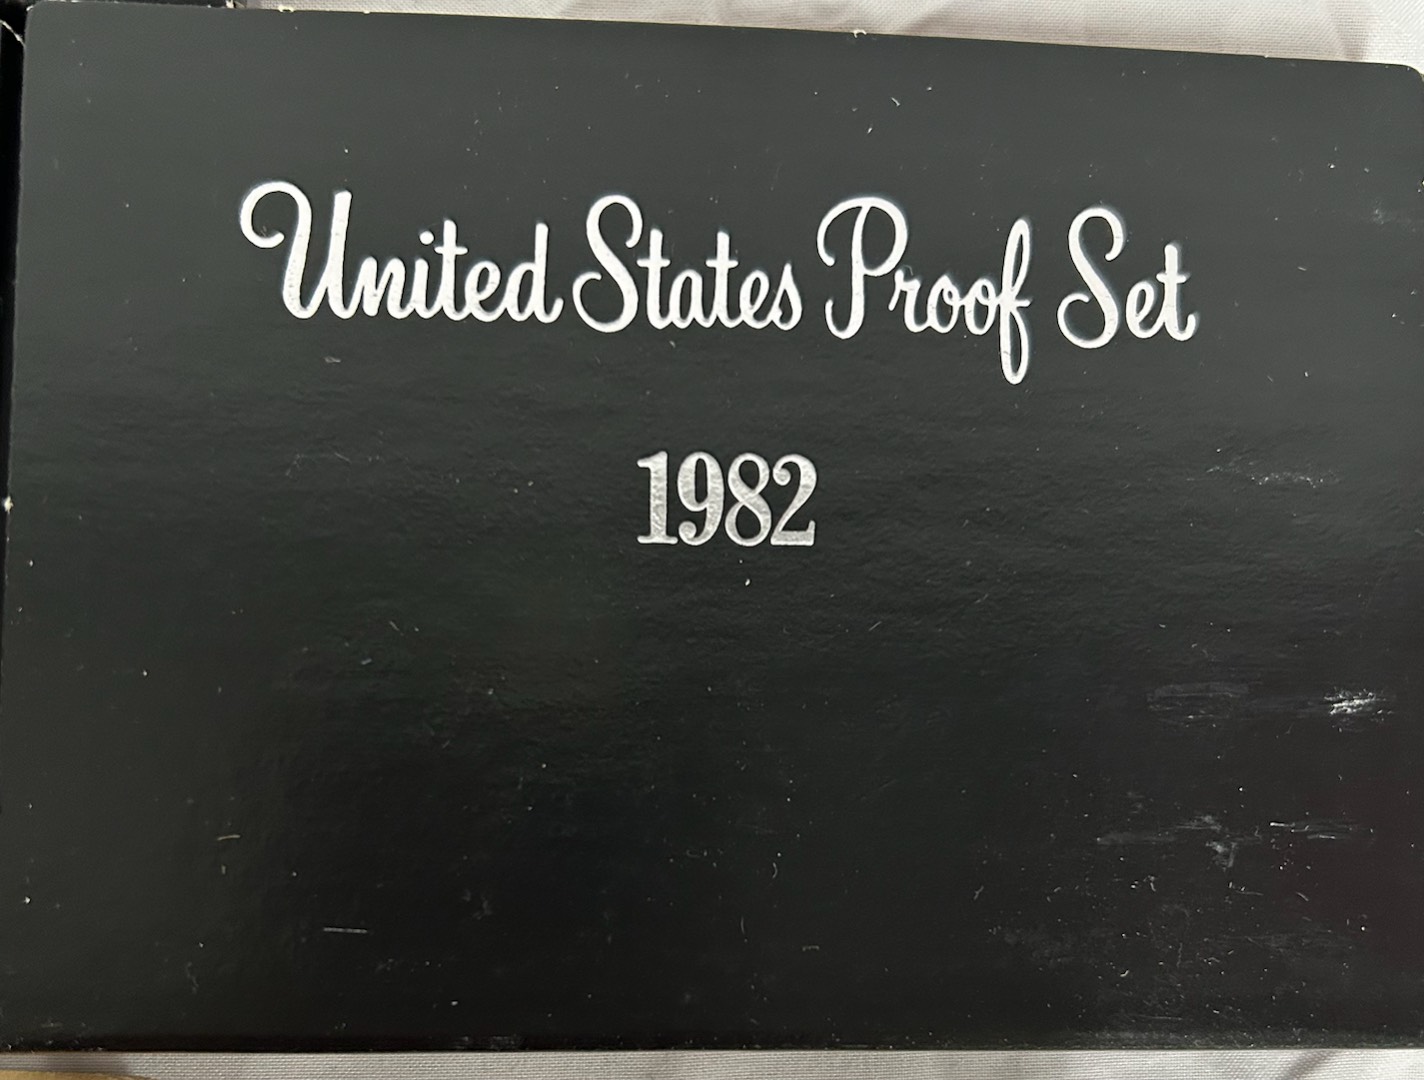 United States Proof Set
1982